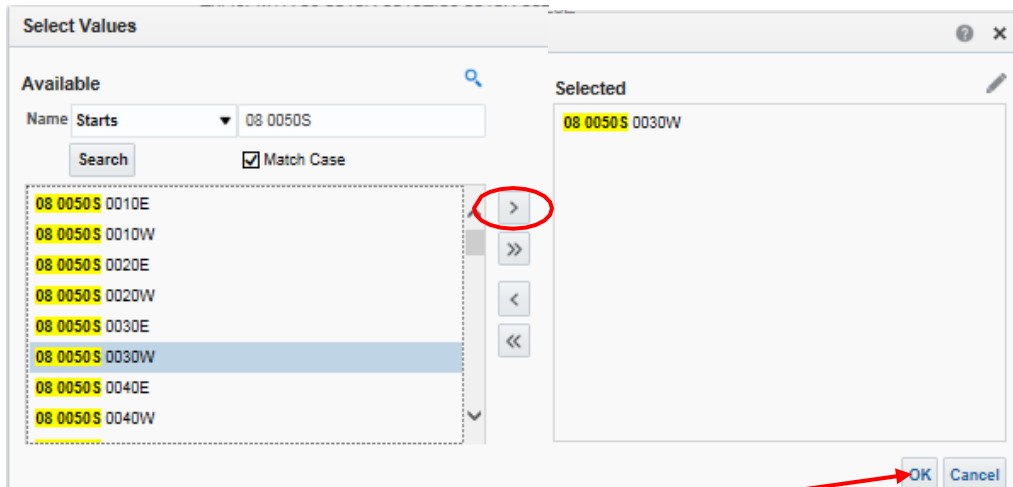 Select Values
Available
Selected
Name Starts 08 0050S
08 0050S 0030W
Search Match Case
08 0050S 0010E
08 0050S 0010W
08 0050S 0020E
08 0050S 0020W
08 0050S 0030E
08 0050S 0030W
08 0050S 0040E
08 0050S 0040W
OK Cancel